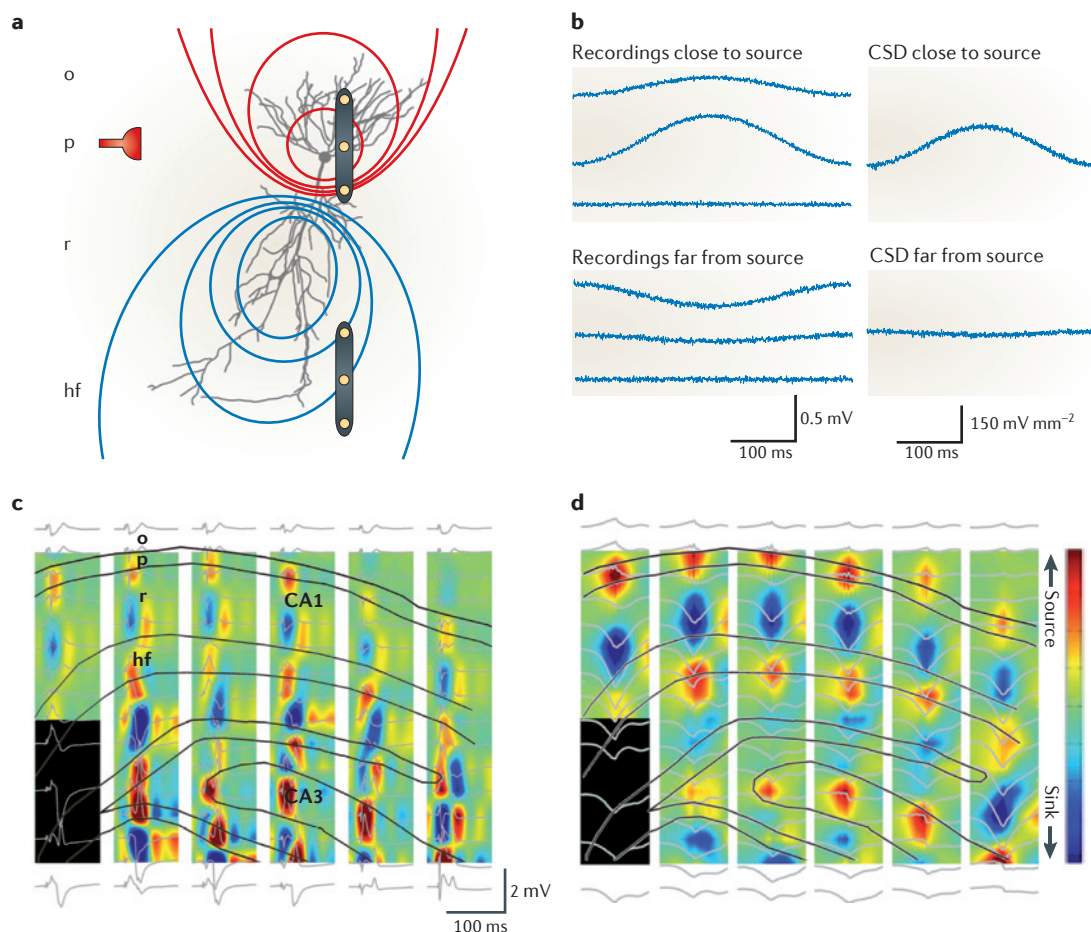 a
o
p
r
hf
b
Recordings close to source
CSD close to source
Recordings far from source
CSD far from source
0.5 mV
100 ms
150 mV mm⁻²
100 ms
c
o
p
r
CA1
hf
CA3
2 mV
100 ms
d
Source
Sink